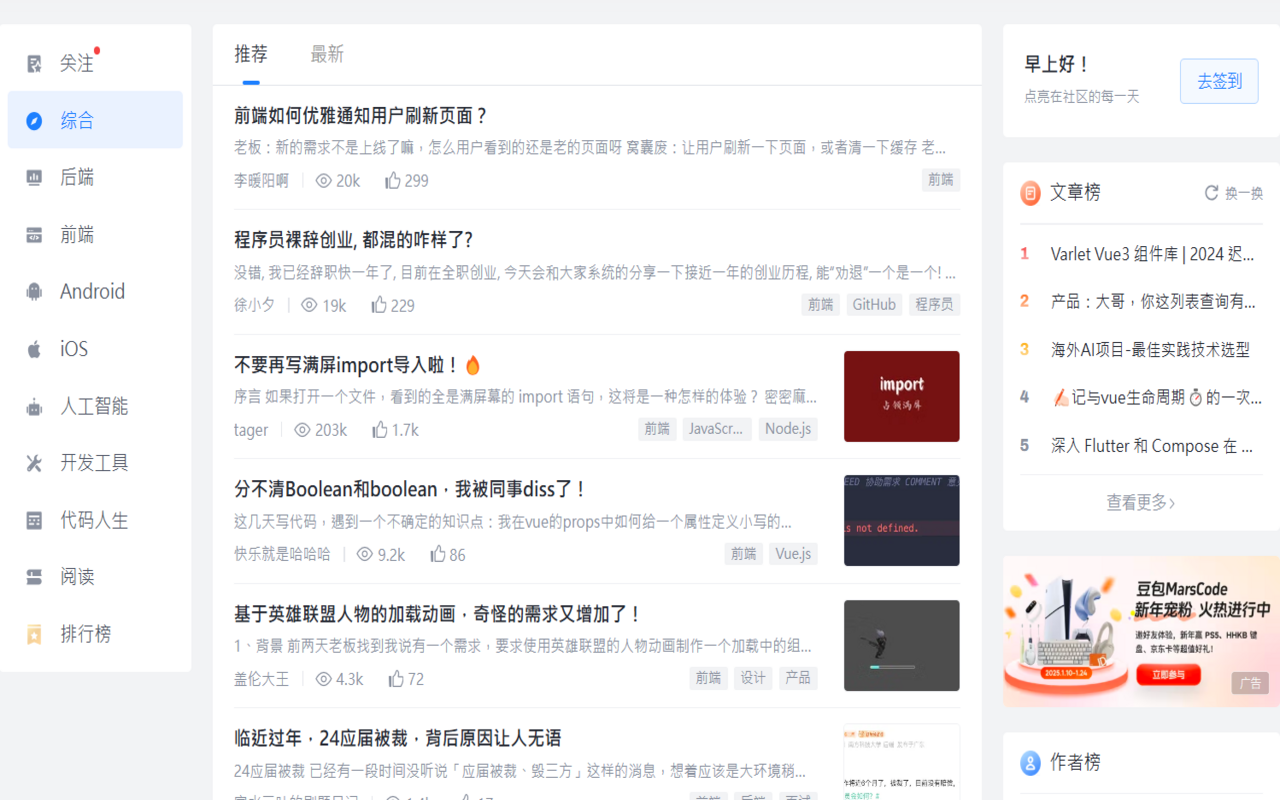 关注
综合
后端
前端
Android
iOS
人工智能
开发工具
代码人生
阅读
排行榜
推荐
最新
前端如何优雅通知用户刷新页面？
老板：新的需求不是上线了嘛，怎么用户看到的还是老的页面呀 窝囊废：让用户刷新一下页面，或者清一下缓存 老...
李暖阳啊 20k 299 前端
程序员裸辞创业, 都混的咋样了?
没错, 我已经辞职快一年了, 目前在全职创业, 今天会和大家系统的分享一下接近一年的创业历程, 能"劝退"一个是一个! ...
徐小夕 19k 229 前端 GitHub 程序员
不要再写满屏import导入啦！🔥
序言 如果打开一个文件，看到的全是满屏幕的 import 语句，这将是一种怎样的体验？ 密密麻...
tager 203k 1.7k 前端 JavaScr... Node.js
import
占领满屏
分不清Boolean和boolean，我被同事diss了！
这几天写代码，遇到一个不确定的知识点：我在vue的props中如何给一个属性定义小写的...
快乐就是哈哈哈 9.2k 86 前端 Vue.js
EED 协助需求 COMMENT 意
s not defined.
基于英雄联盟人物的加载动画，奇怪的需求又增加了！
1、背景 前两天老板找到我说有一个需求，要求使用英雄联盟的人物动画制作一个加载中的组...
盖伦大王 4.3k 72 前端 设计 产品
临近过年，24应届被裁，背后原因让人无语
24应届被裁 已经有一段时间没听说「应届被裁、毁三方」这样的消息，想着应该是大环境稍...
前端 后端 面试
早上好！
点亮在社区的每一天
去签到
文章榜
换一换
1 Varlet Vue3 组件库 | 2024 迟...
2 产品：大哥，你这列表查询有...
3 海外AI项目-最佳实践技术选型
4 ✍🏻记与vue生命周期⏱的一次...
5 深入 Flutter 和 Compose 在 ...
查看更多
豆包MarsCode
新年宠粉 火热进行中
邀好友体验，新年赢 PS5、HHKB 键
盘、京东卡等超值好礼！
立即参与
2025.1.10-1.24
广告
作者榜